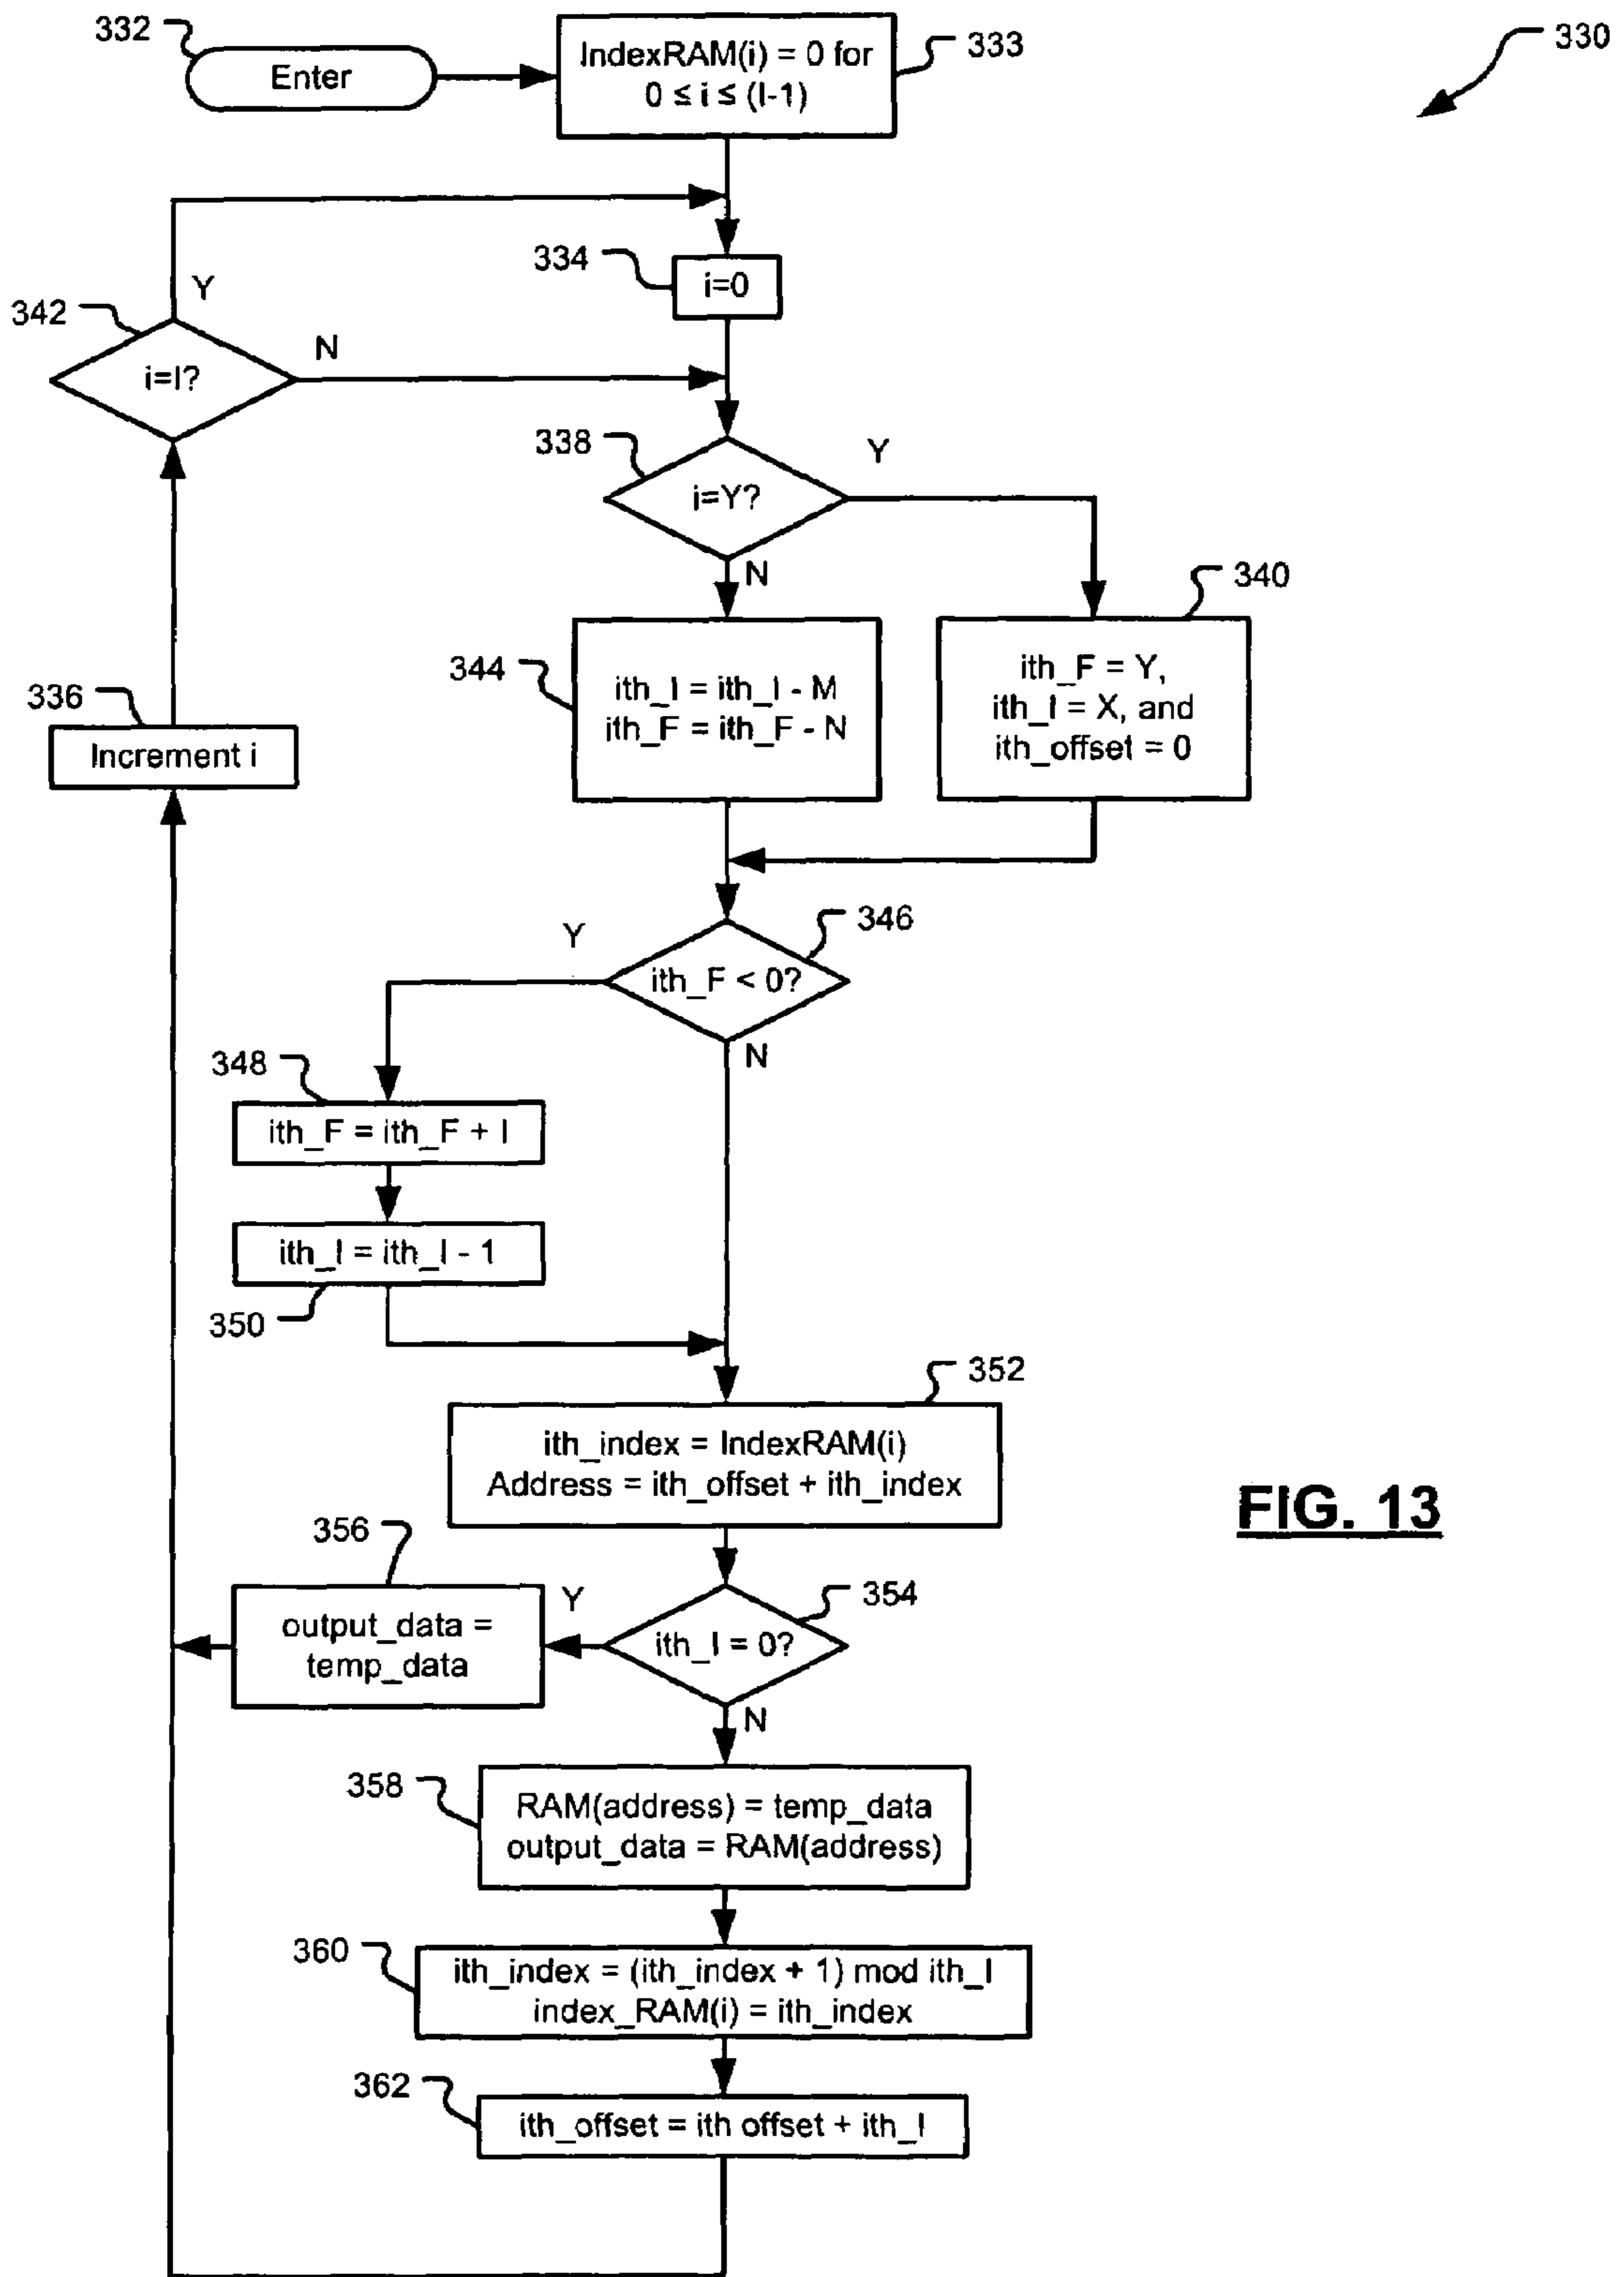 332
Enter
IndexRAM(i) = 0 for
0 ≤ i ≤ (I-1)
333
330
334
i=0
342
Y
i=I?
N
338
i=Y?
Y
N
340
ith_F = Y,
ith_I = X, and
ith_offset = 0
344
ith_I = ith_I - M
ith_F = ith_F - N
336
Increment i
346
Y
ith_F < 0?
N
348
ith_F = ith_F + I
ith_I = ith_I - 1
350
352
ith_index = IndexRAM(i)
Address = ith_offset + ith_index
FIG. 13
356
output_data =
temp_data
Y
354
ith_I = 0?
N
358
RAM(address) = temp_data
output_data = RAM(address)
360
ith_index = (ith_index + 1) mod ith_I
index_RAM(i) = ith_index
362
ith_offset = ith offset + ith_I